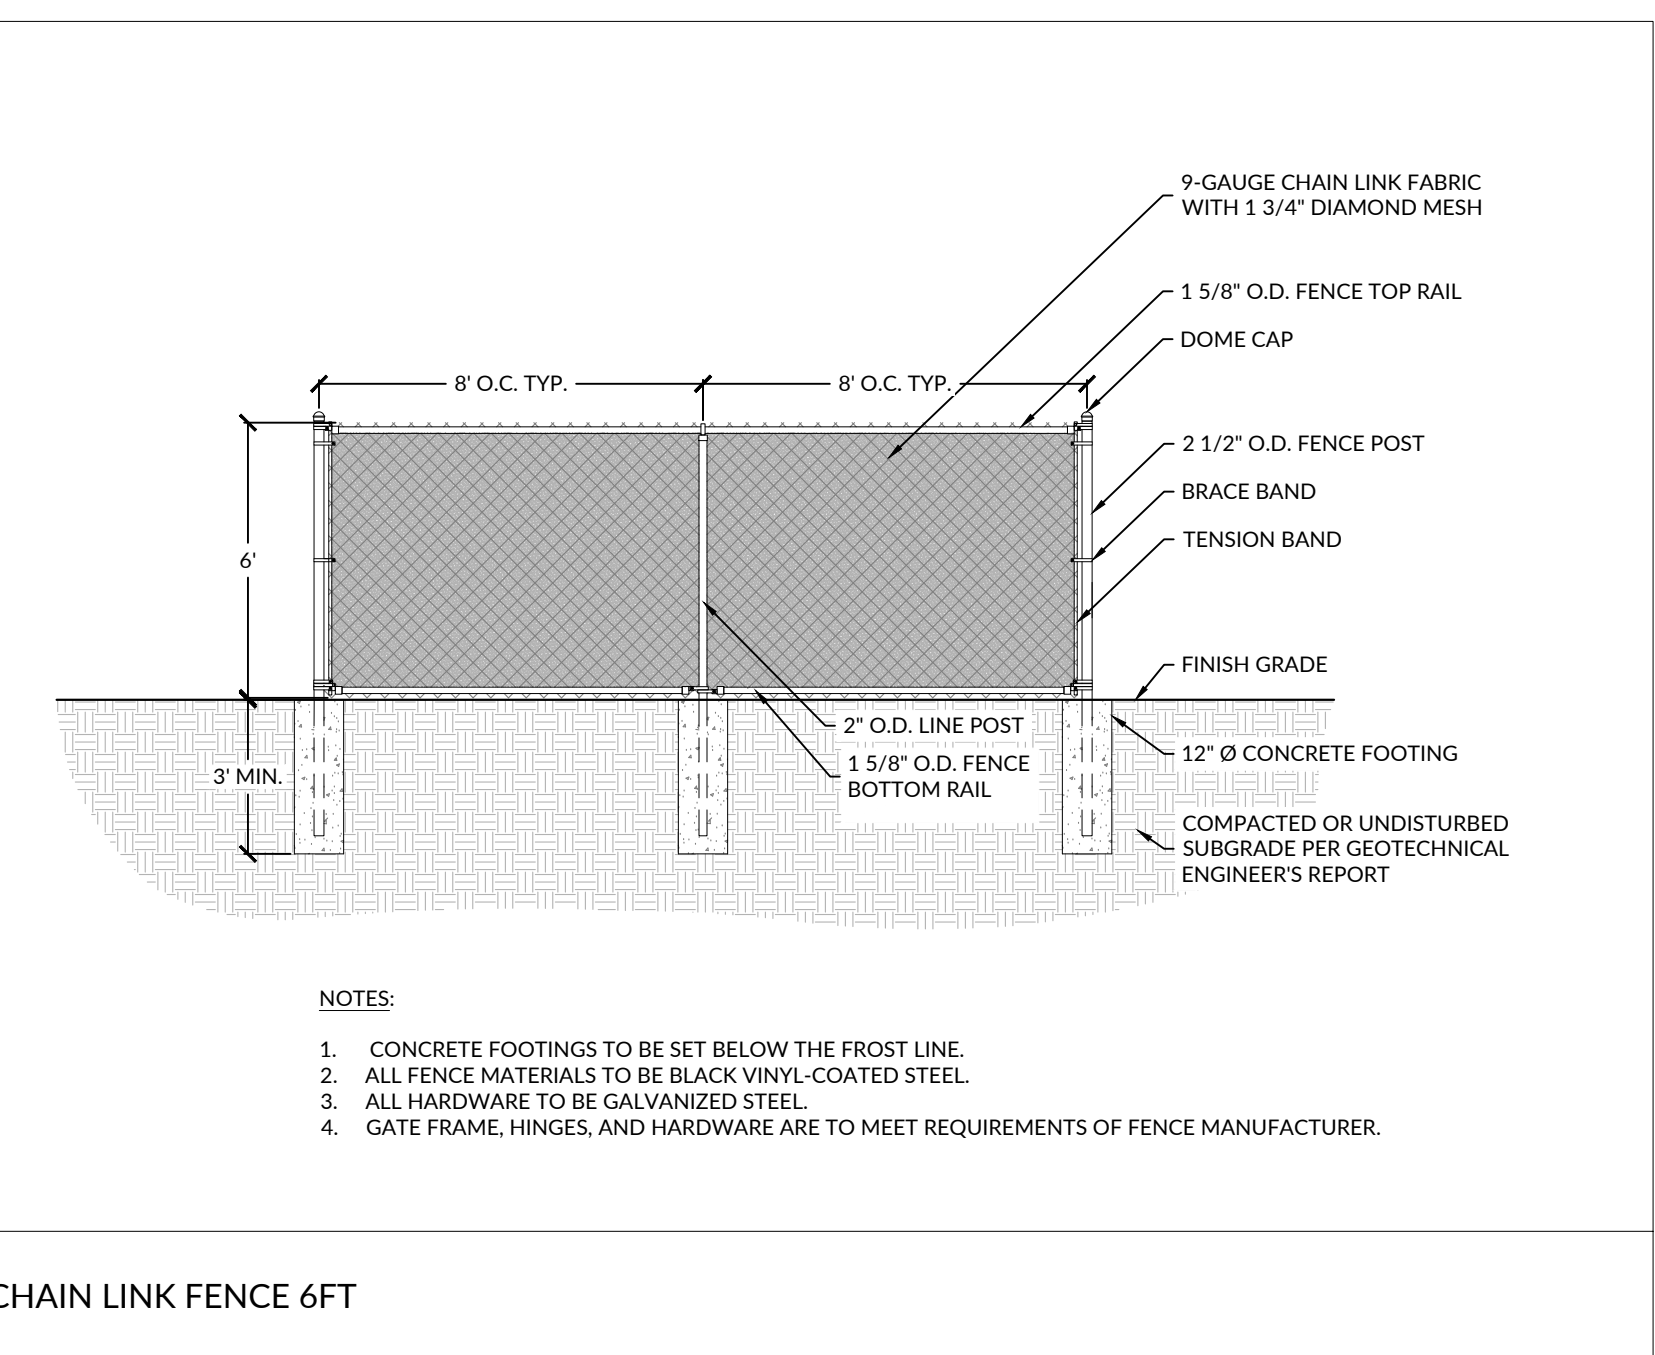 9-GAUGE CHAIN LINK FABRIC
WITH 1 3/4" DIAMOND MESH
1 5/8" O.D. FENCE TOP RAIL
DOME CAP
8' O.C. TYP.
8' O.C. TYP.
2 1/2" O.D. FENCE POST
BRACE BAND
TENSION BAND
6'
FINISH GRADE
2" O.D. LINE POST
12" Ø CONCRETE FOOTING
1 5/8" O.D. FENCE
BOTTOM RAIL
3' MIN.
COMPACTED OR UNDISTURBED
SUBGRADE PER GEOTECHNICAL
ENGINEER'S REPORT
NOTES:
1. CONCRETE FOOTINGS TO BE SET BELOW THE FROST LINE.
2. ALL FENCE MATERIALS TO BE BLACK VINYL-COATED STEEL.
3. ALL HARDWARE TO BE GALVANIZED STEEL.
4. GATE FRAME, HINGES, AND HARDWARE ARE TO MEET REQUIREMENTS OF FENCE MANUFACTURER.
CHAIN LINK FENCE 6FT